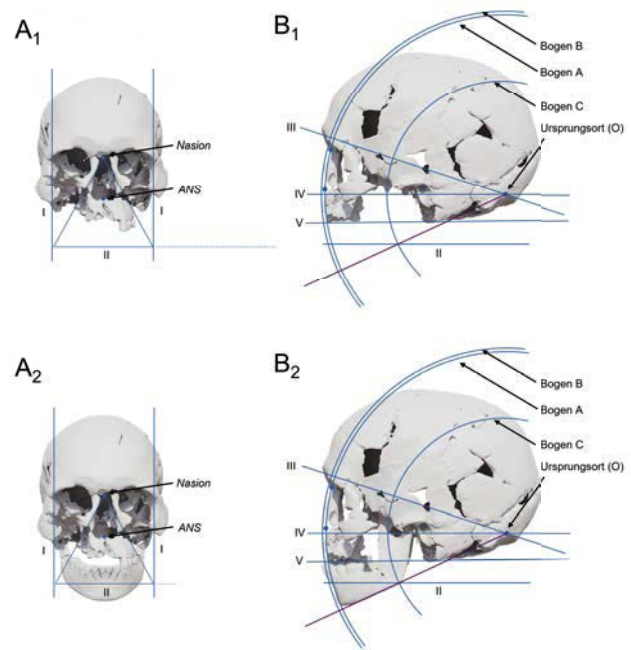 A1
B1
Bogen B
Bogen A
Bogen C
Ursprungsort (O)
Nasion
III
ANS
I
I
IV
V
II
II
A2
B2
Bogen B
Bogen A
Bogen C
Ursprungsort (O)
III
Nasion
ANS
IV
I
I
V
II
II